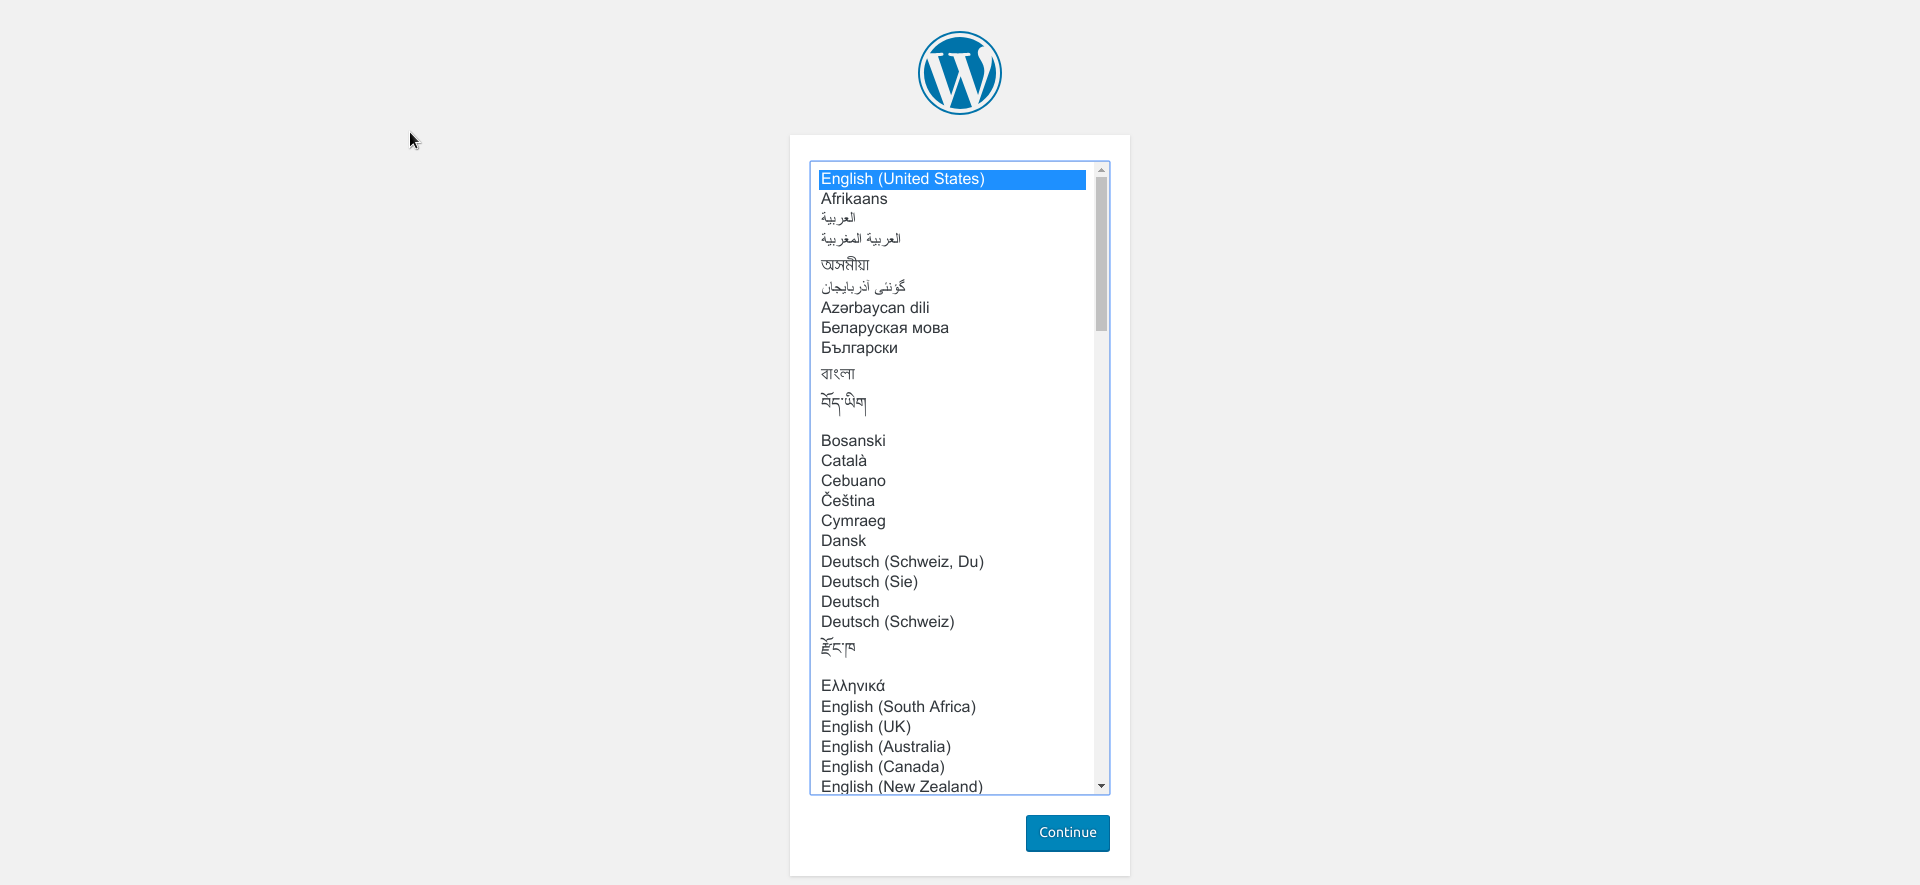 English (United States)
Afrikaans
العربية
العربية المغربية
অসমীয়া
گؤنئی آذربایجان
Azərbaycan dili
Беларуская мова
Български
বাংলা
བོད་ཡིག
Bosanski
Català
Cebuano
Čeština
Cymraeg
Dansk
Deutsch (Schweiz, Du)
Deutsch (Sie)
Deutsch
Deutsch (Schweiz)
རྫོང་ཁ
Ελληνικά
English (South Africa)
English (UK)
English (Australia)
English (Canada)
English (New Zealand)
Continue